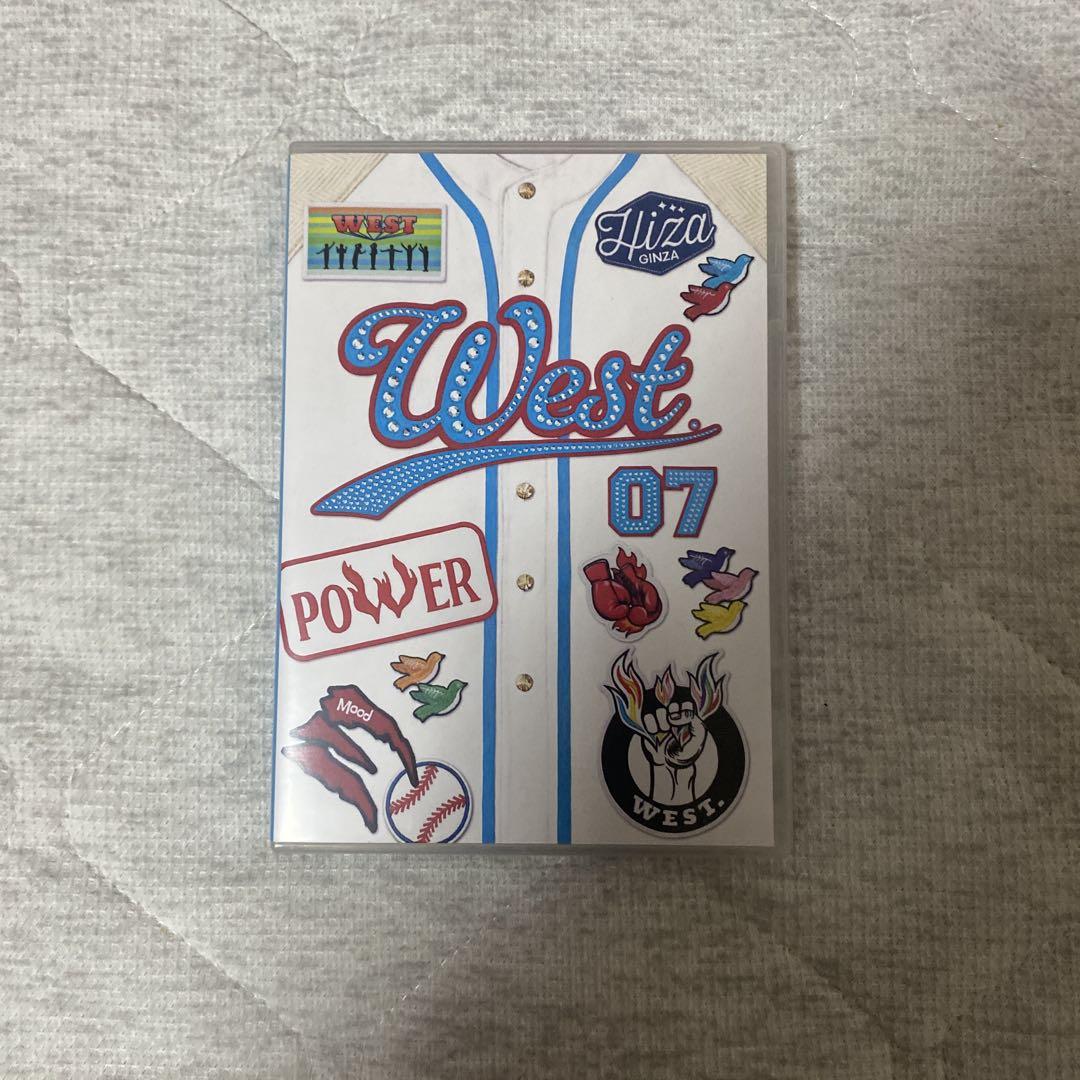 WEST
Hiza
GINZA
West.
07
POWER
Mood
WEST.